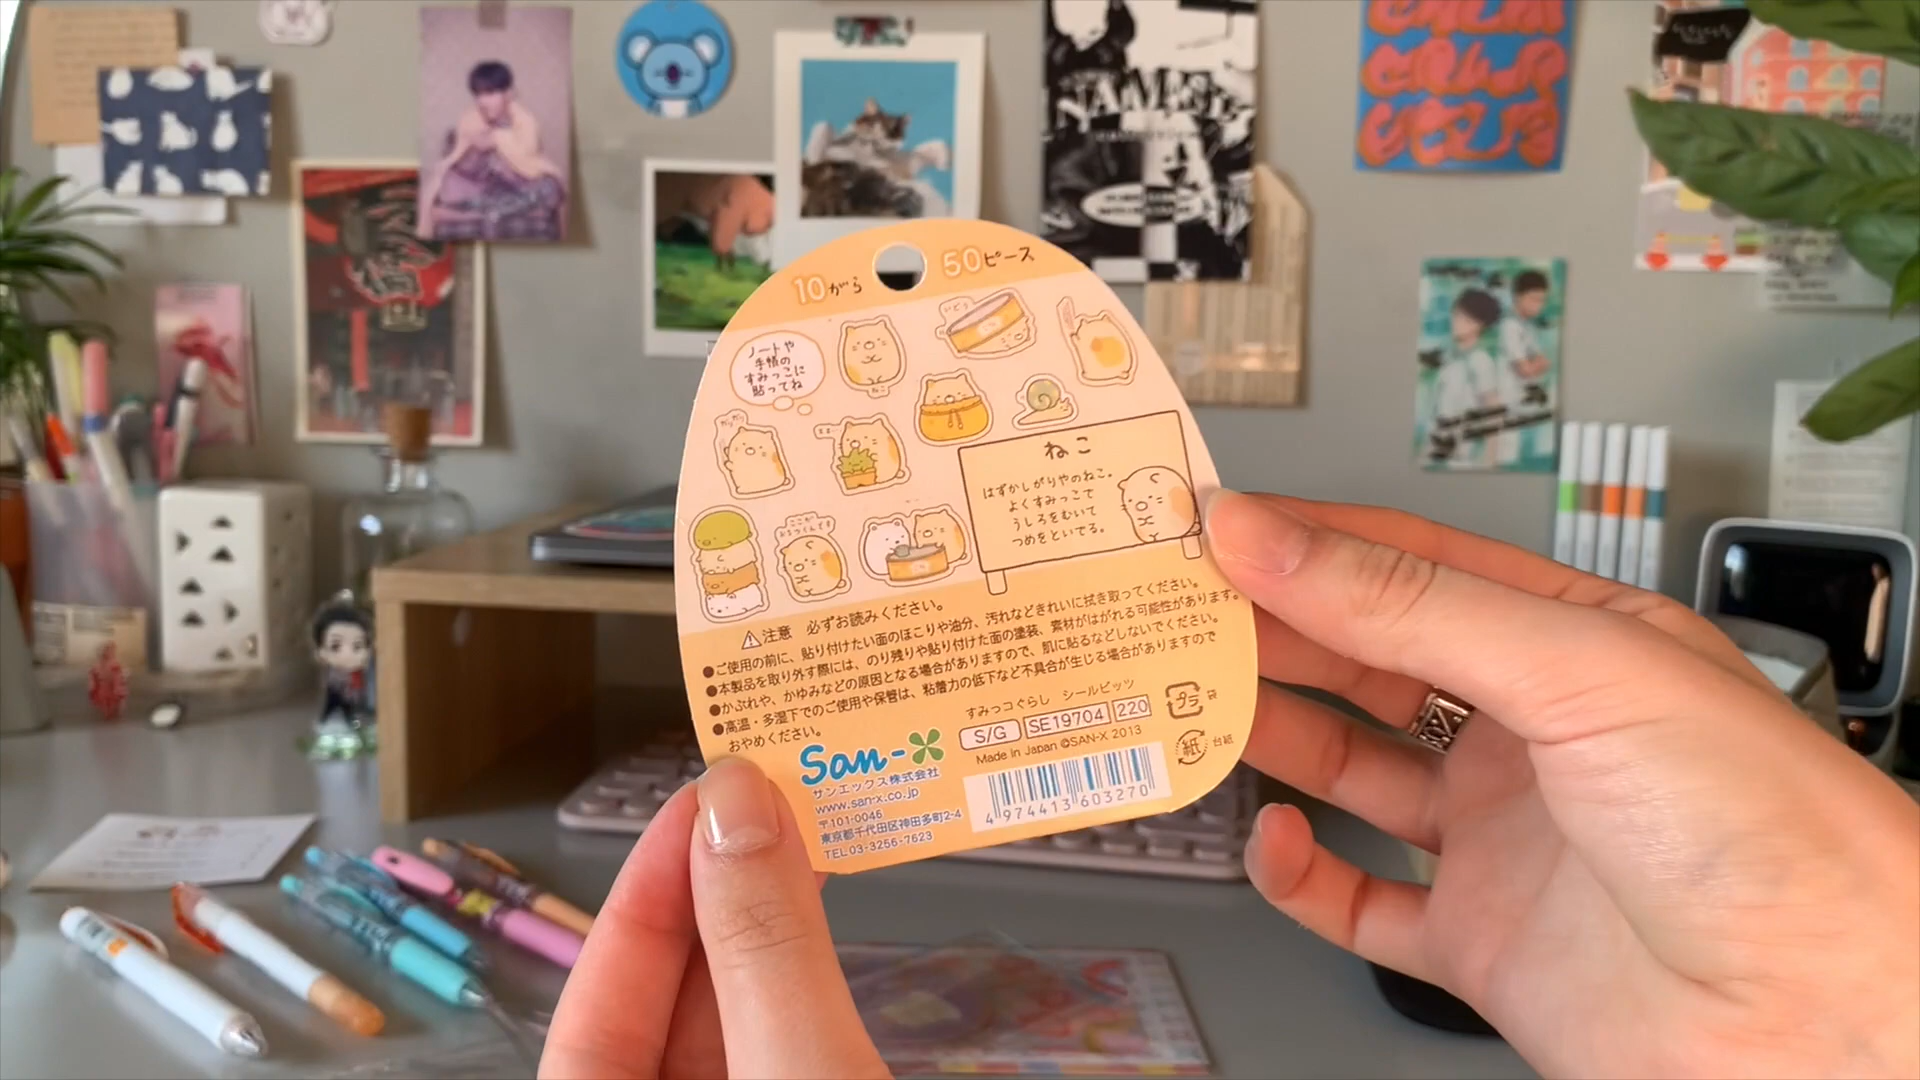 10がら
50ピース
ノートや
手帳の
すみっこに
貼ってね
ねこ
ねこ
はずかしがりやのねこ。
よくすみっこで
うしろをむいて
つめをといでる。
注意 必ずお読みください。
●ご使用の前に、貼り付けたい面のほこりや油分、汚れなどきれいに拭き取ってください。
●本製品を取り外す際には、のり残りや貼り付けた面の塗装、素材がはがれる可能性があります。
●かぶれや、かゆみなどの原因となる場合がありますので、肌に貼るなどしないでください。
●高温・多湿下でのご使用や保管は、粘着力の低下など不具合が生じる場合がありますので
おやめください。
San-X
サンエックス株式会社
www.san-x.co.jp
〒101-0046
東京都千代田区神田多町2-4
TEL 03-3256-7623
すみっコぐらし シールビッツ
S/G SE19704 220
Made In Japan ©SAN-X 2013
4 974413 603270
プラ 袋
紙 台紙